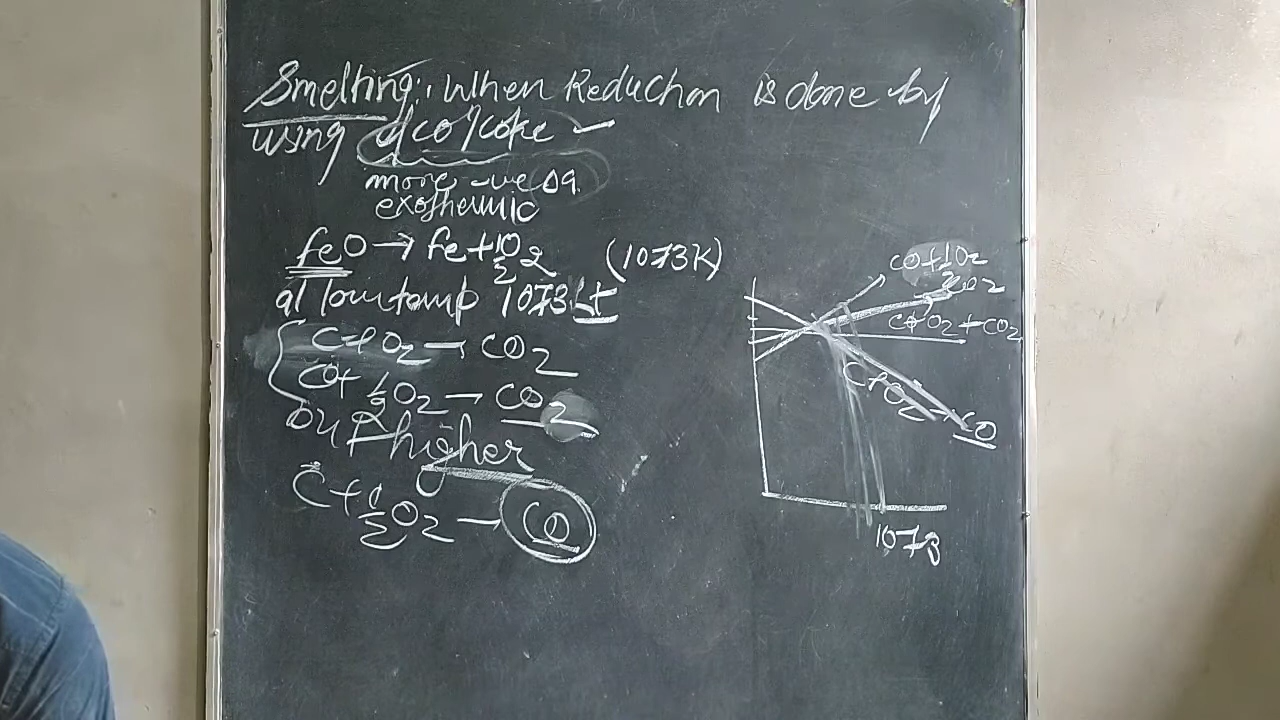 Smelting: When Reduction is done by
using c/co/coke
more -ve ΔG
exothermic
FeO → Fe + 1/2 O2 (1073K)
at low temp 1073
C + O2 → CO2
CO + 1/2 O2 → CO2
higher
C + 1/2 O2 → CO
CO + 1/2 O2
CO2
C O2 → CO2
C + O2 → CO
1073